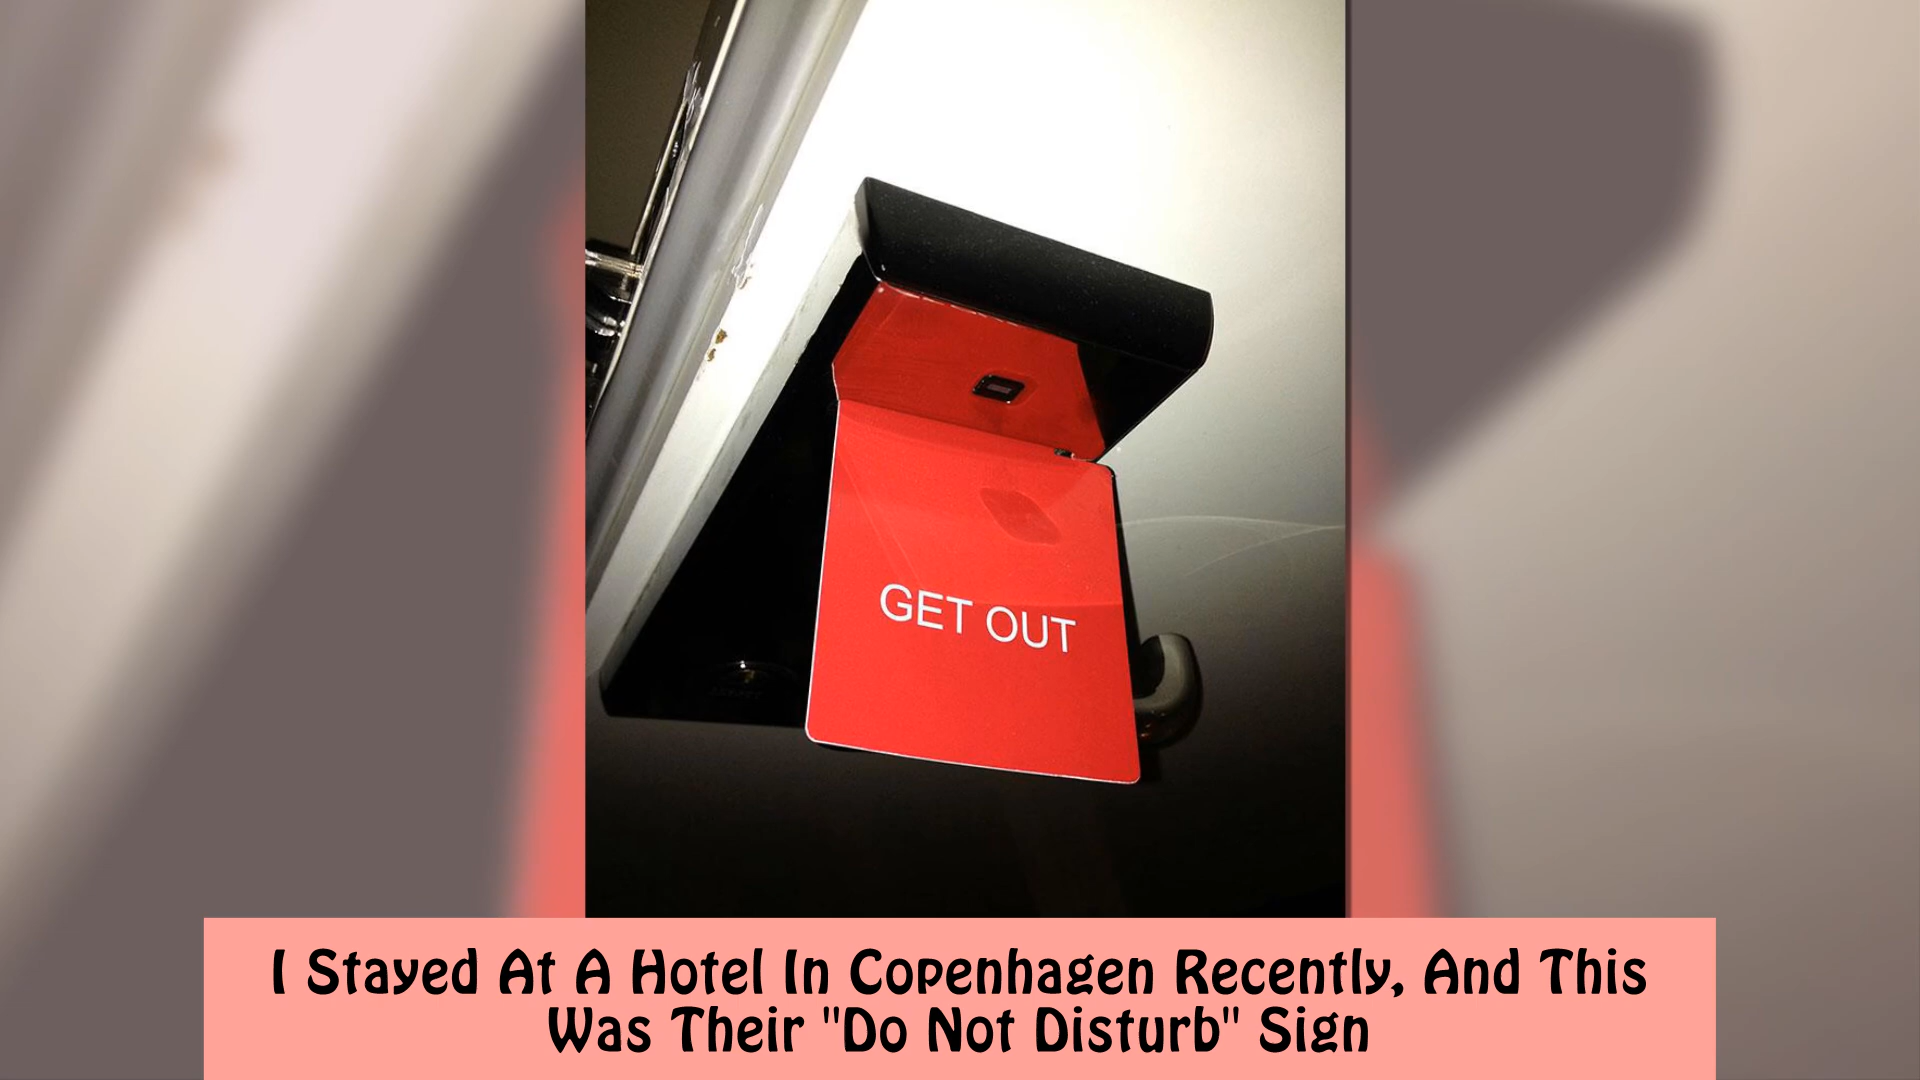 GET OUT
I Stayed At A Hotel In Copenhagen Recently, And This
Was Their "Do Not Disturb" Sign